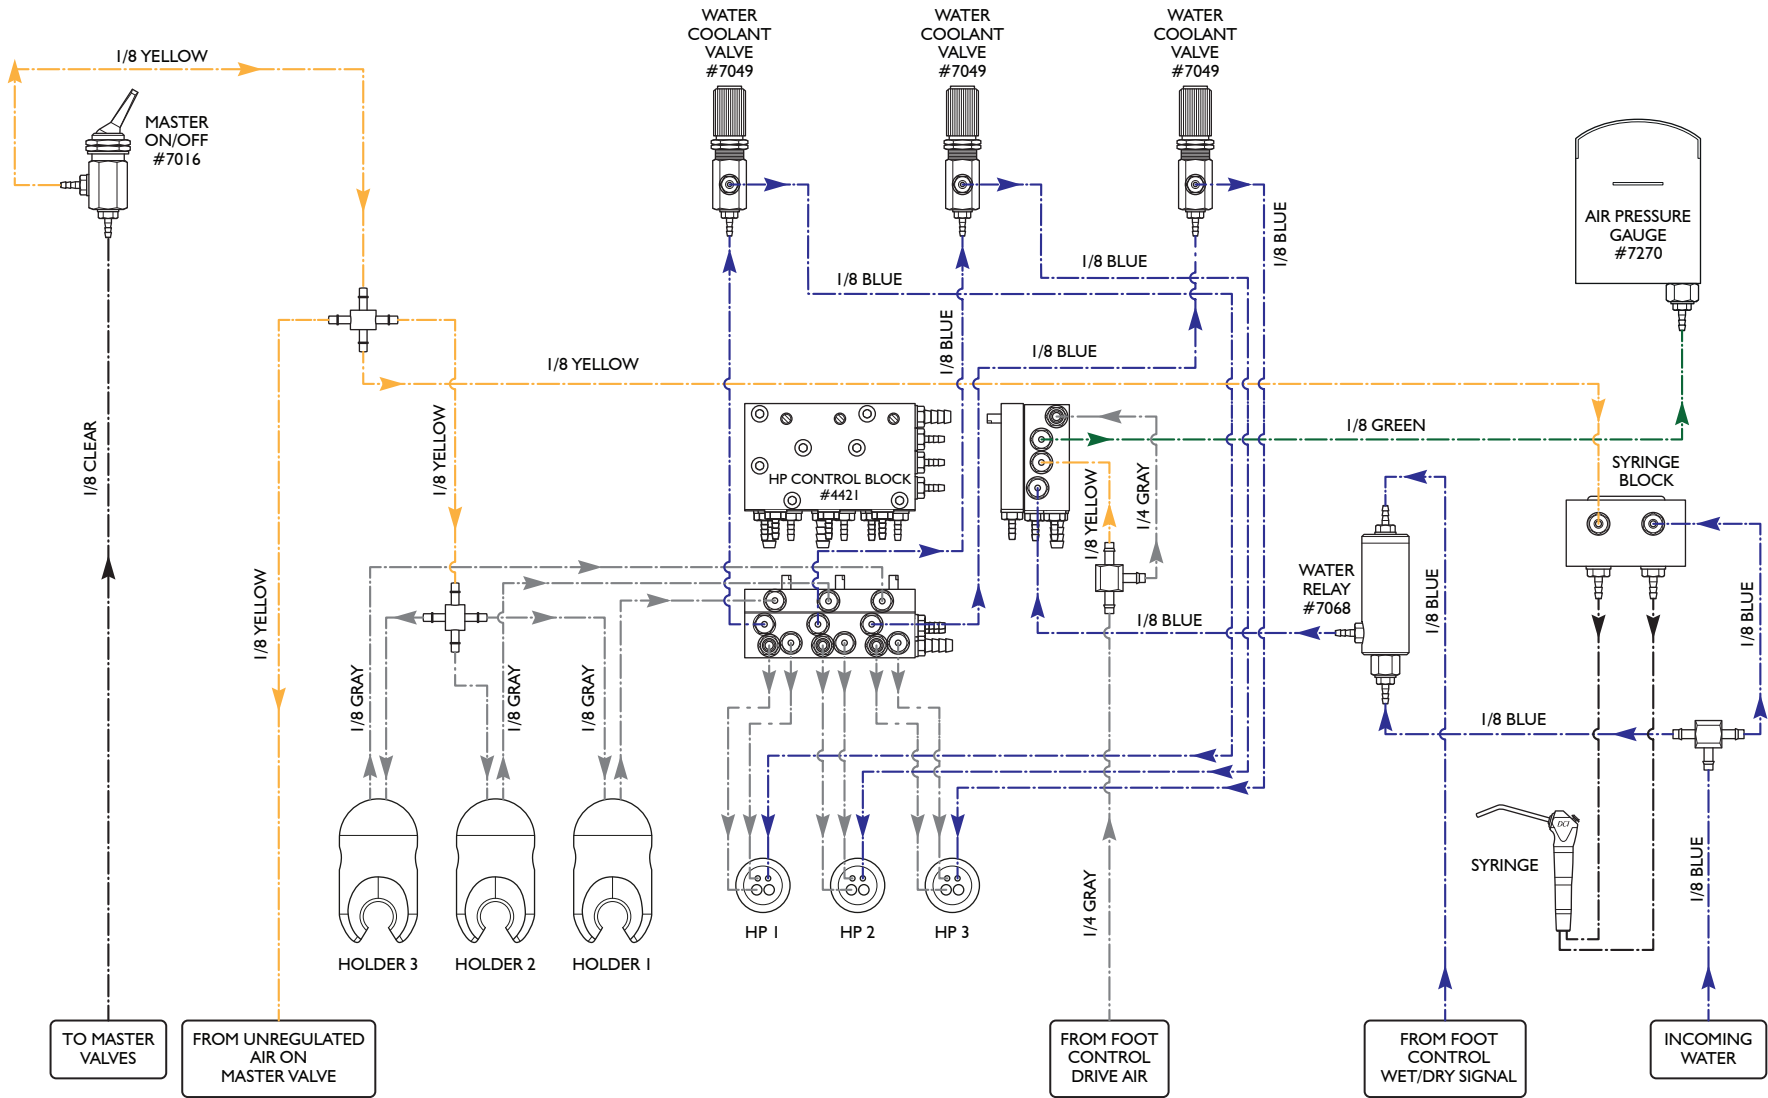 WATER
COOLANT
VALVE
#7049
WATER
COOLANT
VALVE
#7049
WATER
COOLANT
VALVE
#7049
1/8 YELLOW
MASTER
ON/OFF
#7016
AIR PRESSURE
GAUGE
#7270
1/8 BLUE
1/8 BLUE
1/8 BLUE
1/8 BLUE
1/8 BLUE
1/8 YELLOW
1/8 CLEAR
1/8 YELLOW
1/8 GREEN
HP CONTROL BLOCK
#4421
1/8 YELLOW
1/4 GRAY
SYRINGE
BLOCK
WATER
RELAY
#7068
1/8 BLUE
1/8 BLUE
1/8 YELLOW
1/8 BLUE
1/8 GRAY
1/8 GRAY
1/8 GRAY
1/8 BLUE
DCI
SYRINGE
1/8 BLUE
1/4 GRAY
HP 1
HP 2
HP 3
HOLDER 3
HOLDER 2
HOLDER 1
TO MASTER
VALVES
FROM UNREGULATED
AIR ON
MASTER VALVE
FROM FOOT
CONTROL
DRIVE AIR
FROM FOOT
CONTROL
WET/DRY SIGNAL
INCOMING
WATER